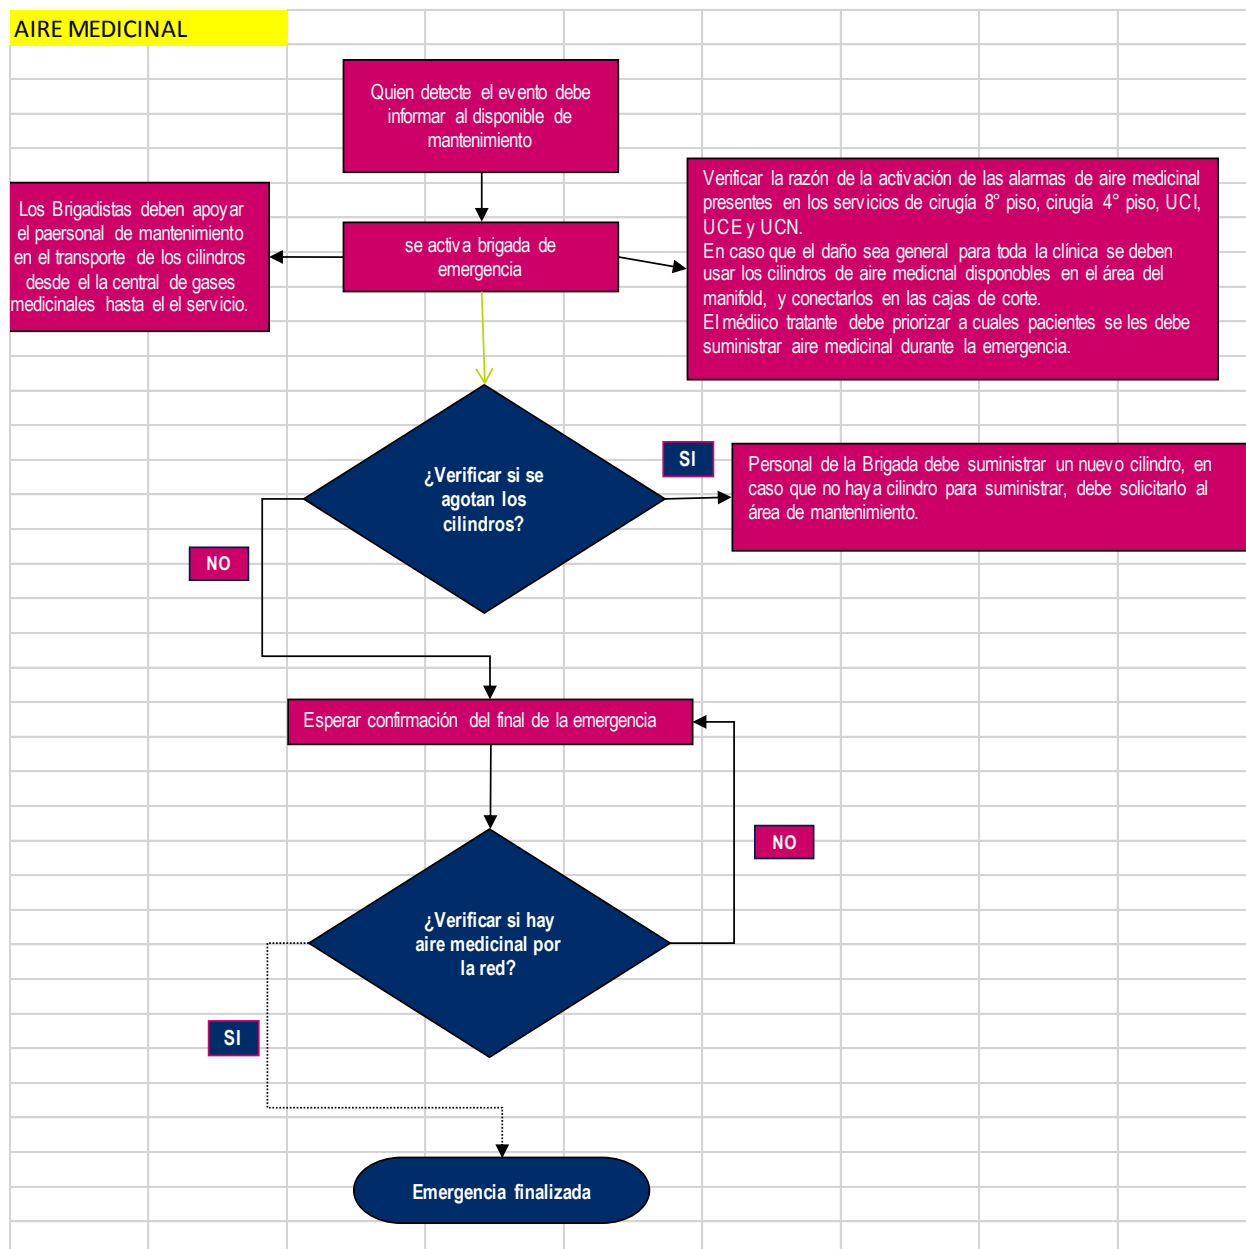 AIRE MEDICINAL
Quien detecte el evento debe
informar al disponible de
mantenimiento
Los Brigadistas deben apoyar
el paersonal de mantenimiento
en el transporte de los cilindros
desde el la central de gases
medicinales hasta el el servicio.
se activa brigada de
emergencia
Verificar la razón de la activación de las alarmas de aire medicinal
presentes en los servicios de cirugía 8° piso, cirugía 4° piso, UCI,
UCE y UCN.
En caso que el daño sea general para toda la clínica se deben
usar los cilindros de aire medicnal disponobles en el área del
manifold, y conectarlos en las cajas de corte.
El médiico tratante debe priorizar a cuales pacientes se les debe
suministrar aire medicinal durante la emergencia.
¿Verificar si se
agotan los
cilindros?
SI
Personal de la Brigada debe suministrar un nuevo cilindro, en
caso que no haya cilindro para suministrar, debe solicitarlo al
área de mantenimiento.
NO
Esperar confirmación del final de la emergencia
NO
¿Verificar si hay
aire medicinal por
la red?
SI
Emergencia finalizada